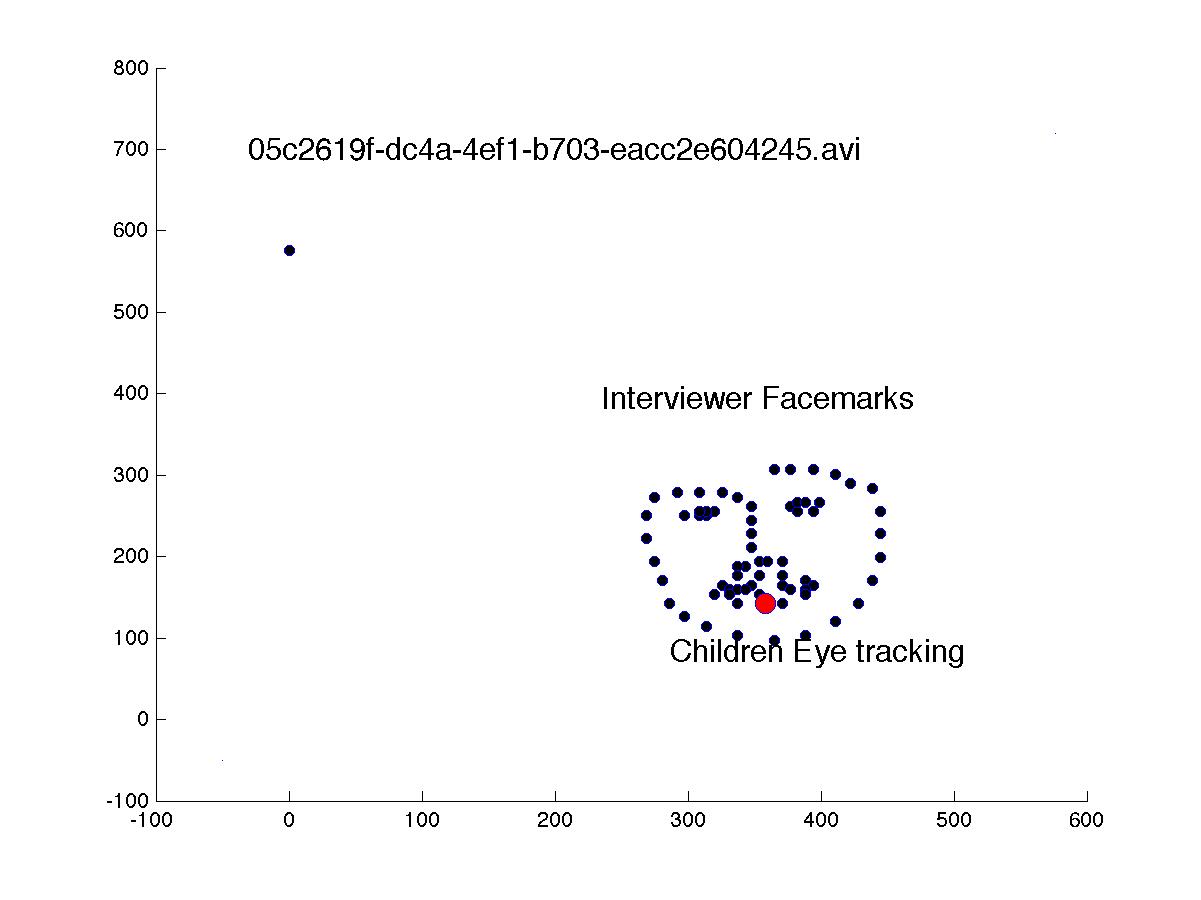 800
700
05c2619f-dc4a-4ef1-b703-eacc2e604245.avi
600
500
400
Interviewer Facemarks
300
200
100
Children Eye tracking
0
-100
-100 0 100 200 300 400 500 600